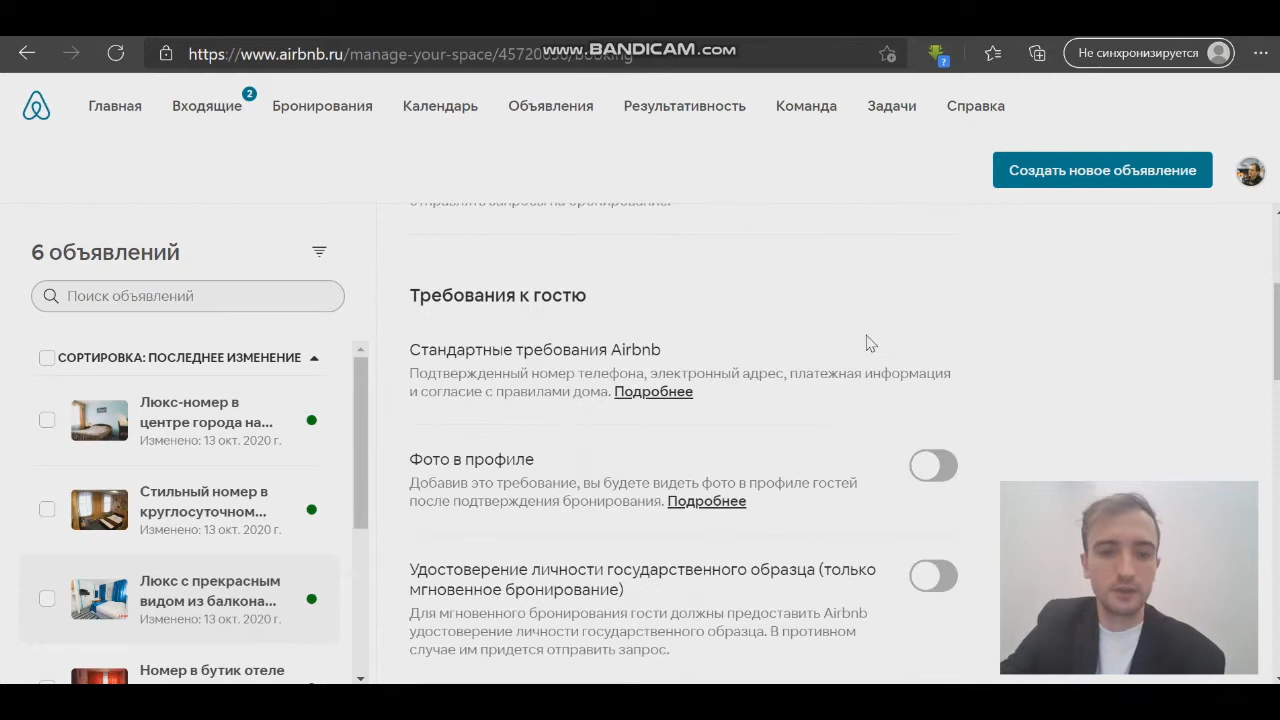 https://www.airbnb.ru/manage-your-space/45720650/booking
www.BANDICAM.com
Не синхронизируется
Главная
Входящие
2
Бронирования
Календарь
Объявления
Результативность
Команда
Задачи
Справка
Создать новое объявление
6 объявлений
Поиск объявлений
СОРТИРОВКА: ПОСЛЕДНЕЕ ИЗМЕНЕНИЕ
Люкс-номер в
центре города на...
Изменено: 13 окт. 2020 г.
Стильный номер в
круглосуточном...
Изменено: 13 окт. 2020 г.
Люкс с прекрасным
видом из балкона...
Изменено: 13 окт. 2020 г.
Номер в бутик отеле
отправлять запросы на бронирование.
Требования к гостю
Стандартные требования Airbnb
Подтвержденный номер телефона, электронный адрес, платежная информация
и согласие с правилами дома. Подробнее
Фото в профиле
Добавив это требование, вы будете видеть фото в профиле гостей
после подтверждения бронирования. Подробнее
Удостоверение личности государственного образца (только
мгновенное бронирование)
Для мгновенного бронирования гости должны предоставить Airbnb
удостоверение личности государственного образца. В противном
случае им придется отправить запрос.